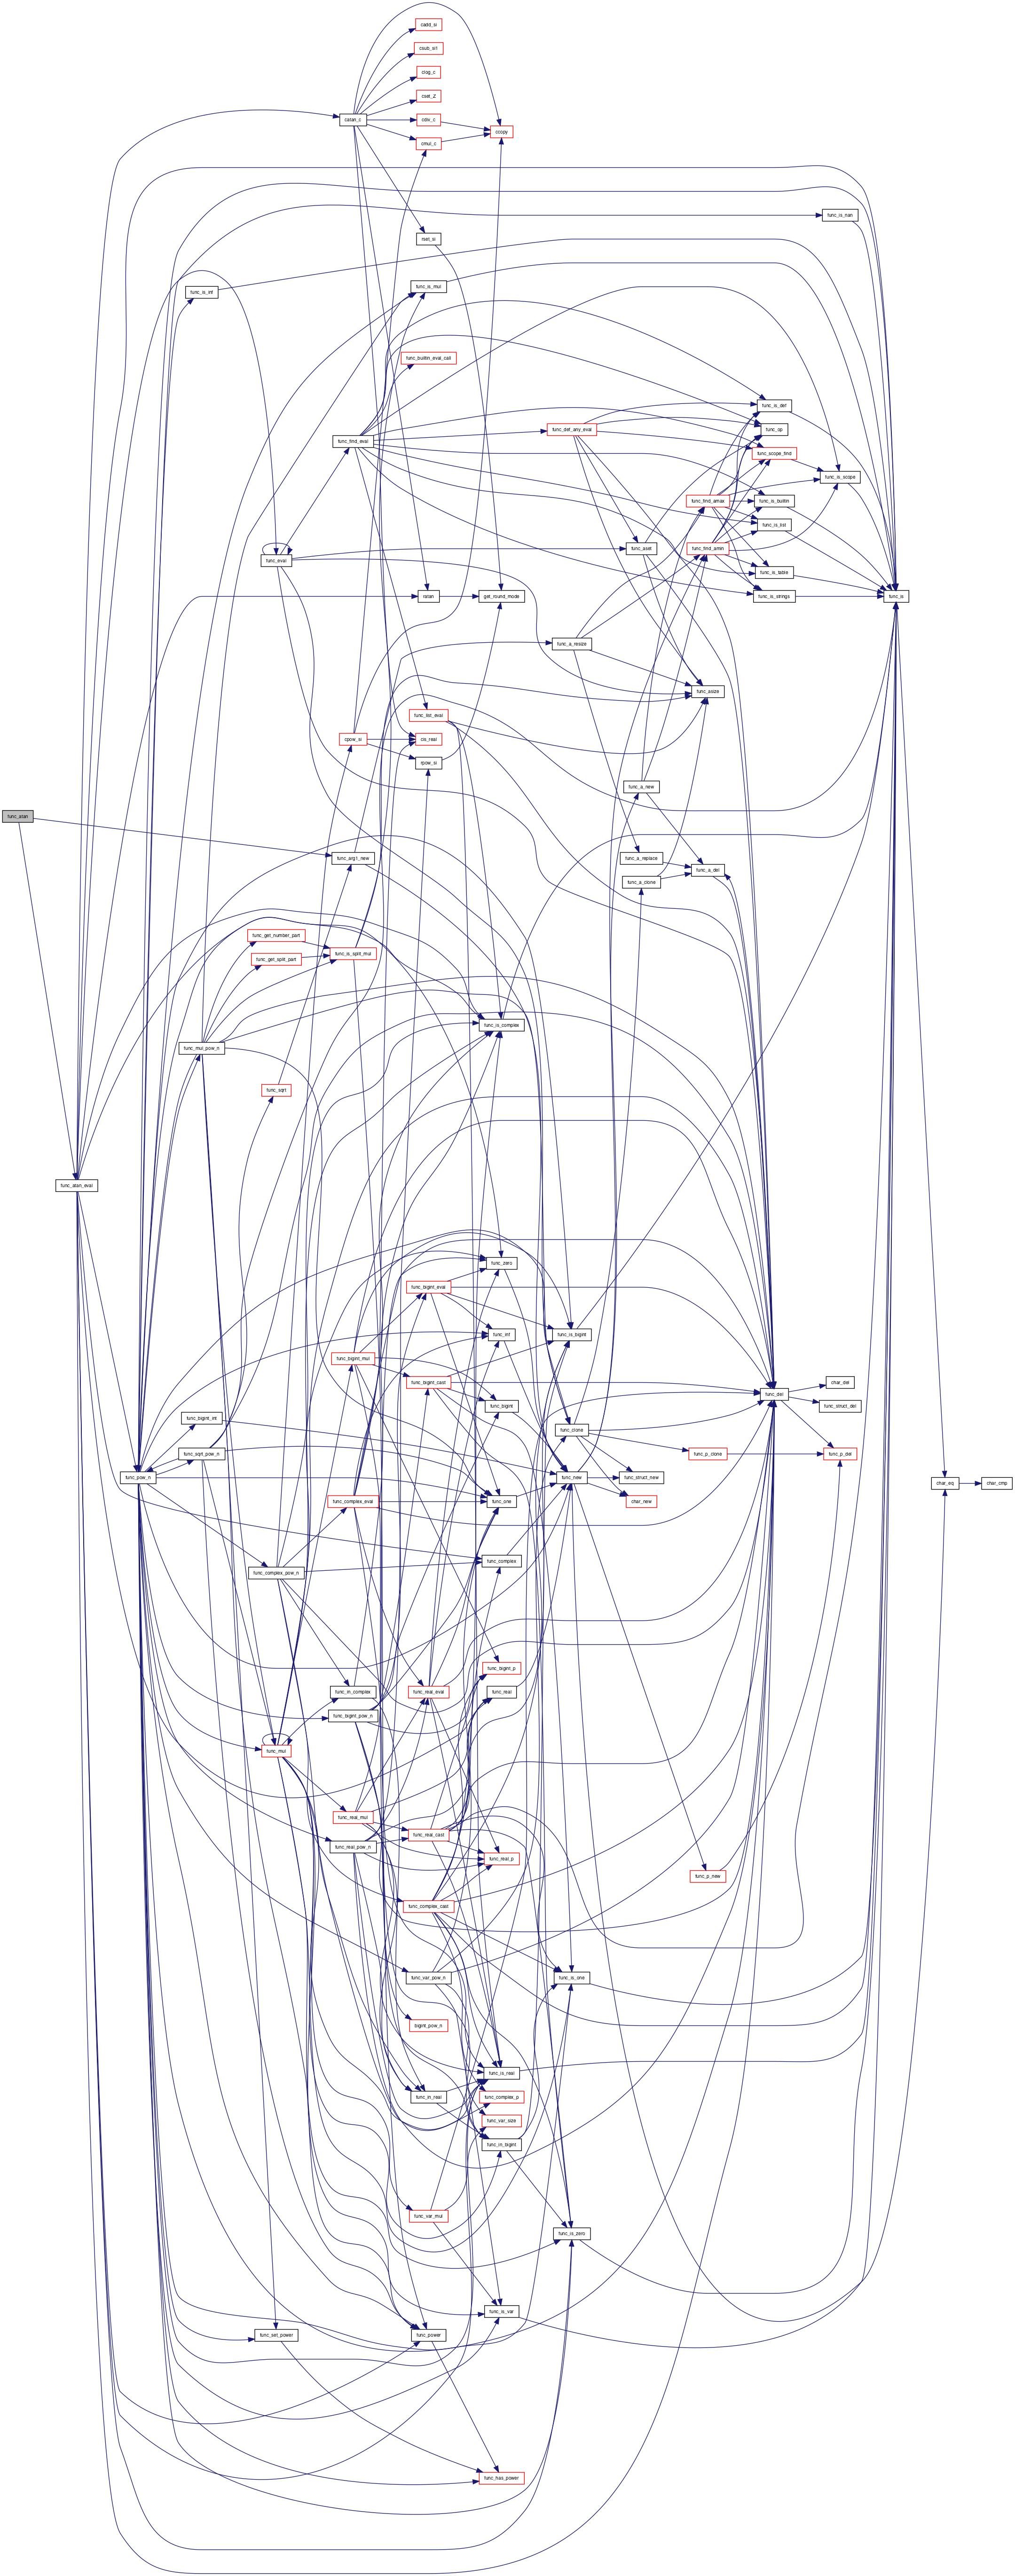 cadd_si
csub_si1
clog_c
cset_Z
catan_c
cdiv_c
ccopy
cmul_c
func_is_nan
rset_si
func_is_mul
func_is_inf
func_builtin_eval_call
func_is_def
func_op
func_def_any_eval
func_find_eval
func_scope_find
func_is_scope
func_find_amax
func_is_builtin
func_is_list
func_eval
func_aset
func_find_amin
func_is_table
ratan
get_round_mode
func_is_strings
func_is
func_a_resize
func_asize
func_list_eval
cpow_si
cis_real
rpow_si
func_a_new
func_atan
func_arg1_new
func_a_replace
func_a_del
func_a_clone
func_get_number_part
func_is_split_mul
func_get_split_part
char_eq
char_cmp
func_is_complex
func_mul_pow_n
func_sqrt
func_atan_eval
func_zero
func_bigint_eval
func_inf
func_is_bigint
func_bigint_mul
func_bigint_cast
char_del
func_del
func_struct_del
func_bigint
func_bigint_int
func_clone
func_sqrt_pow_n
func_p_clone
func_p_del
func_pow_n
func_new
func_struct_new
func_complex_eval
func_one
char_new
func_complex
func_complex_pow_n
func_bigint_p
func_p_new
func_in_complex
func_real_eval
func_real
func_bigint_pow_n
func_mul
func_real_mul
func_real_cast
func_real_pow_n
func_real_p
func_complex_cast
func_var_pow_n
func_is_one
bigint_pow_n
func_is_real
func_in_real
func_complex_p
func_var_size
func_in_bigint
func_var_mul
func_is_zero
func_is_var
func_set_power
func_power
func_has_power